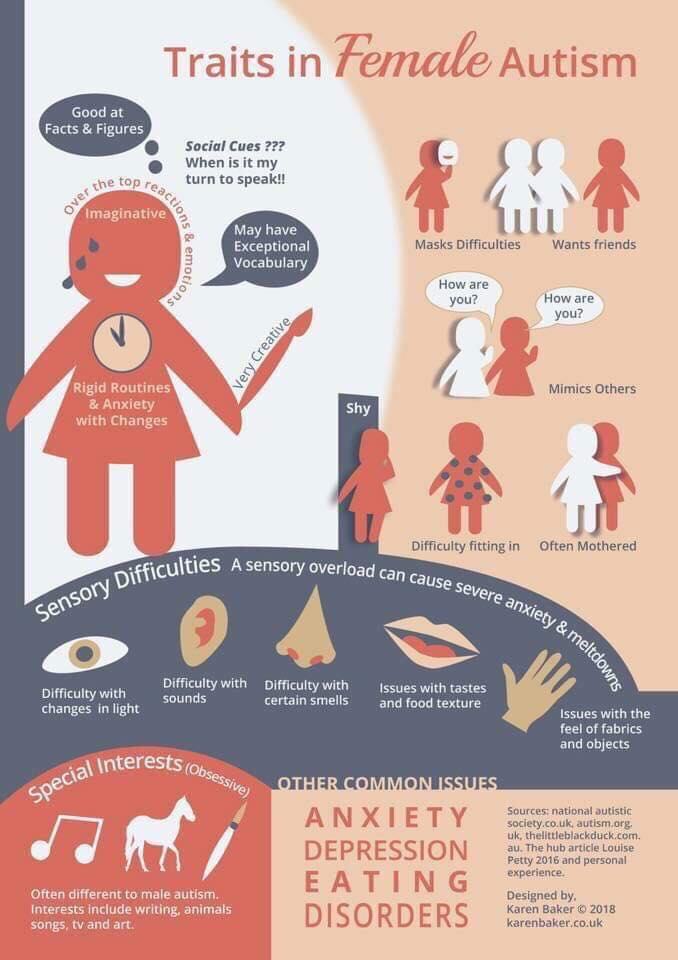 Traits in Female Autism
Good at
Facts & Figures
Social Cues ???
When is it my
turn to speak!!
Over the top reactions & emotions
Imaginative
May have
Exceptional
Vocabulary
Very Creative
Rigid Routines
& Anxiety
with Changes
Masks Difficulties
Wants friends
How are
you?
How are
you?
Mimics Others
Shy
Difficulty fitting in
Often Mothered
Sensory Difficulties
A sensory overload can cause severe anxiety & meltdowns
Difficulty with
changes in light
Difficulty with
sounds
Difficulty with
certain smells
Issues with tastes
and food texture
Issues with the
feel of fabrics
and objects
Special Interests (Obsessive)
Often different to male autism.
Interests include writing, animals
songs, tv and art.
OTHER COMMON ISSUES
ANXIETY
DEPRESSION
EATING
DISORDERS
Sources: national autistic
society.co.uk, autism.org.
uk, thelittleblackduck.com.
au. The hub article Louise
Petty 2016 and personal
experience.
Designed by,
Karen Baker © 2018
karenbaker.co.uk